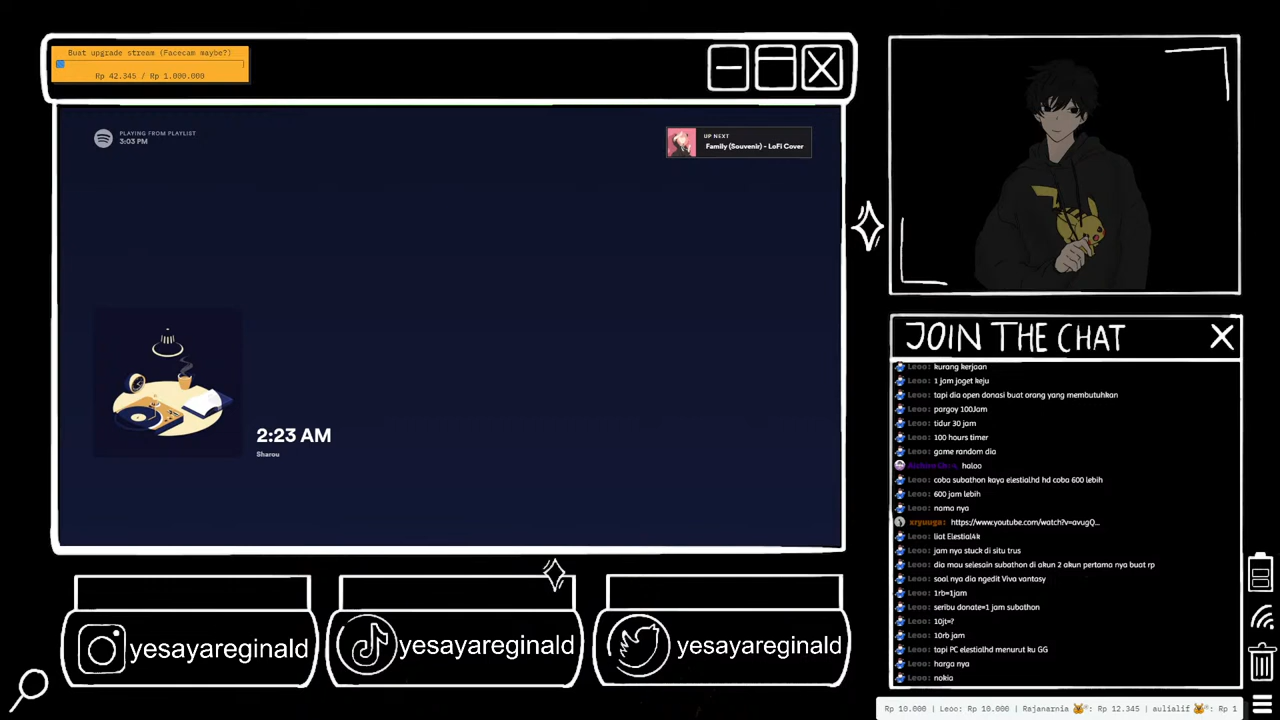 Buat upgrade stream (Facecam maybe?)
Rp 42.345 / Rp 1.000.000
PLAYING FROM PLAYLIST
3:03 PM
UP NEXT
Family (Souvenir) - LoFi Cover
2:23 AM
Sharou
JOIN THE CHAT
Leoo: kurang kerjaan
Leoo: 1 jam joget keju
Leoo: tapi dia open donasi buat orang yang membutuhkan
Leoo: pargoy 100Jam
Leoo: tidur 30 jam
Leoo: 100 hours timer
Leoo: game random dia
haloo
Leoo: coba subathon kaya elestialhd hd coba 600 lebih
Leoo: 600 jam lebih
Leoo: nama nya
xryuuga: https://www.youtube.com/watch?v=avugQ...
Leoo: liat Elestial4k
Leoo: jam nya stuck di situ trus
Leoo: dia mau selesain subathon di akun 2 akun pertama nya buat rp
Leoo: soal nya dia ngedit Viva vantasy
Leoo: 1rb=1jam
Leoo: seribu donate=1 jam subathon
Leoo: 10jt=?
Leoo: 10rb jam
Leoo: tapi PC elestialhd menurut ku GG
Leoo: harga nya
Leoo: nokia
yesayareginald
yesayareginald
yesayareginald
Rp 10.000 | Leoo: Rp 10.000 | Rajanarnia : Rp 12.345 | aulialif : Rp 1